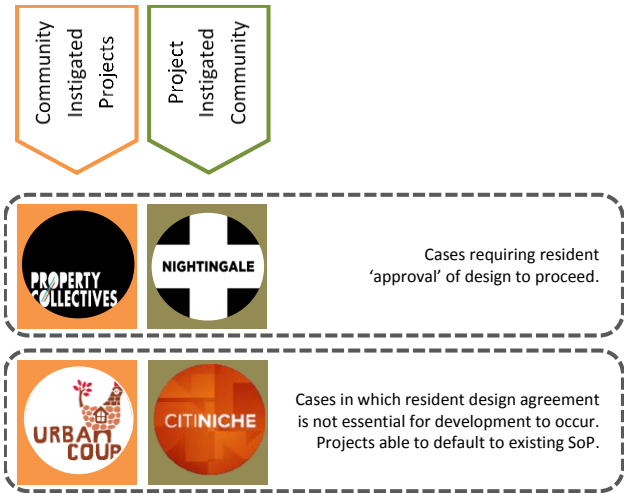 Community
Instigated
Projects
Project
Instigated
Community
PROPERTY
COLLECTIVES
NIGHTINGALE
Cases requiring resident
‘approval’ of design to proceed.
URBAN
COUP
CITINICHE
Cases in which resident design agreement
is not essential for development to occur.
Projects able to default to existing SoP.